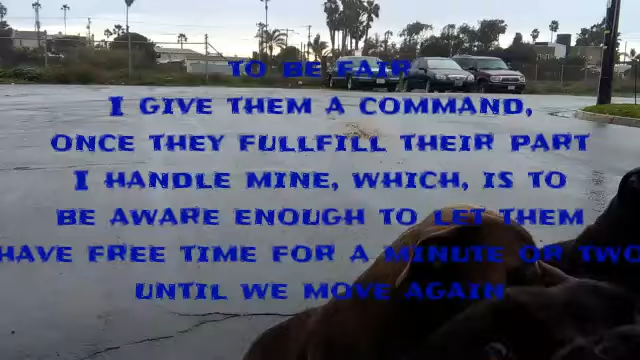 TO BE FAIR
I GIVE THEM A COMMAND,
ONCE THEY FULLFILL THEIR PART
I HANDLE MINE, WHICH, IS TO
BE AWARE ENOUGH TO LET THEM
HAVE FREE TIME FOR A MINUTE OR TWO
UNTIL WE MOVE AGAIN